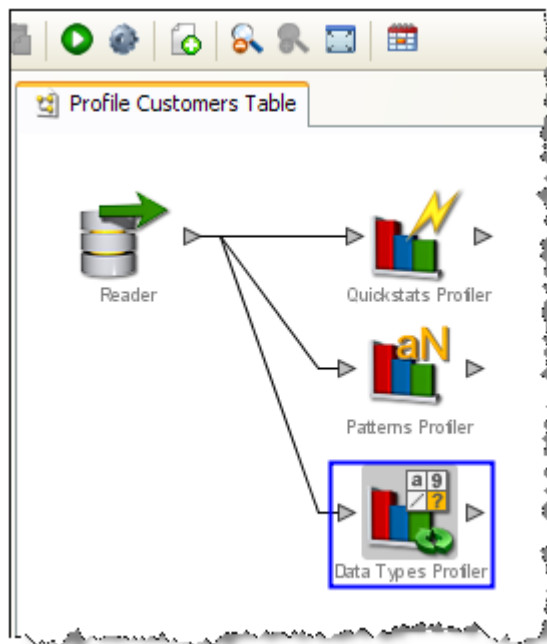 Profile Customers Table
Reader
Quickstats Profiler
aN
Patterns Profiler
a 9
/ ?
Data Types Profiler